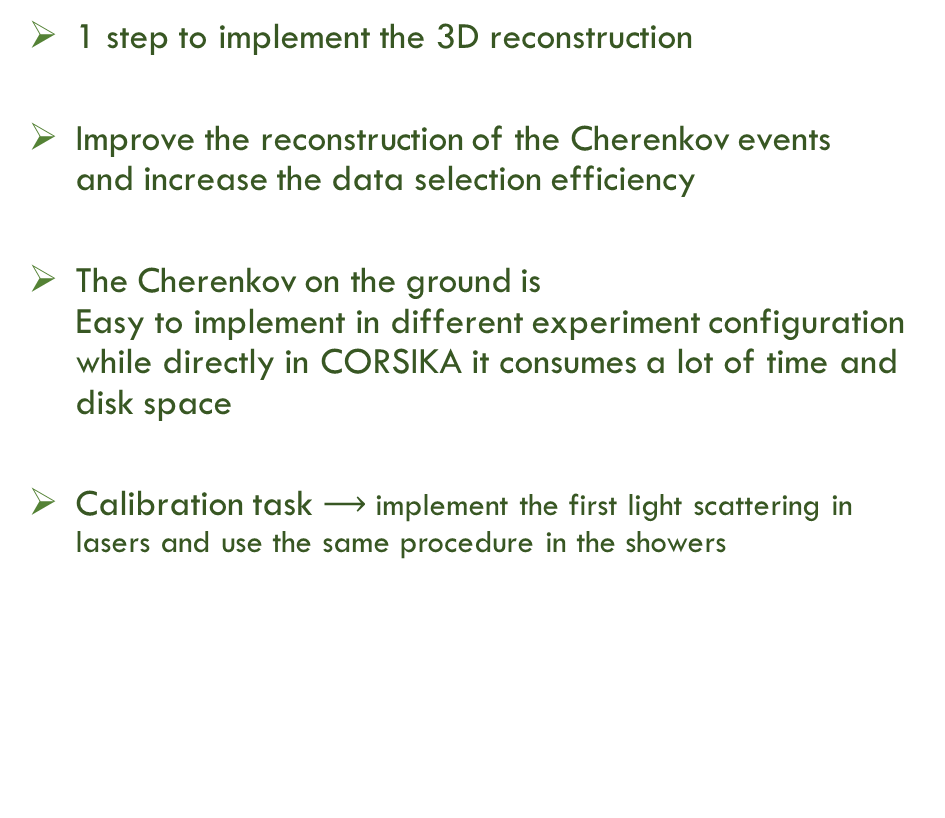 ➢ 1 step to implement the 3D reconstruction
➢ Improve the reconstruction of the Cherenkov events
and increase the data selection efficiency
➢ The Cherenkov on the ground is
Easy to implement in different experiment configuration
while directly in CORSIKA it consumes a lot of time and
disk space
➢ Calibration task ⟶ implement the first light scattering in
lasers and use the same procedure in the showers